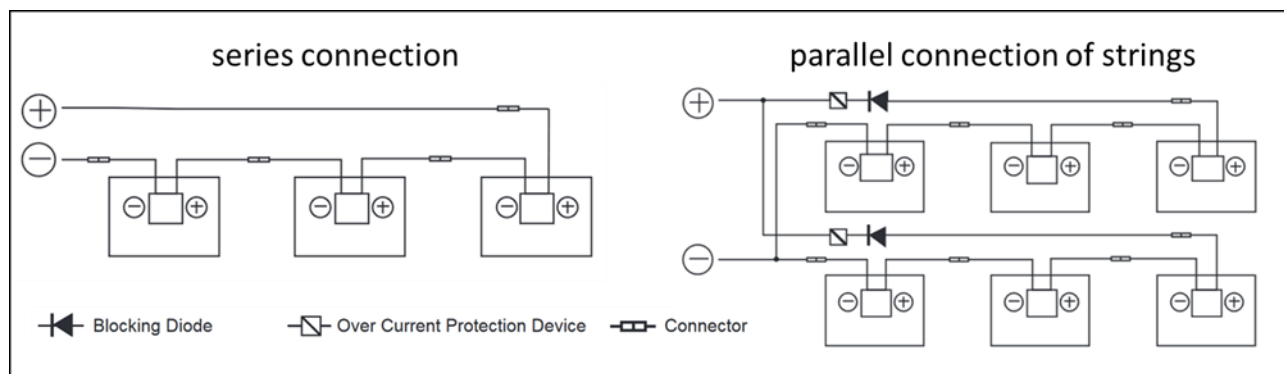 series connection
parallel connection of strings
+
−
− +
− +
− +
+
−
− +
− +
− +
− +
− +
− +
Blocking Diode
Over Current Protection Device
Connector